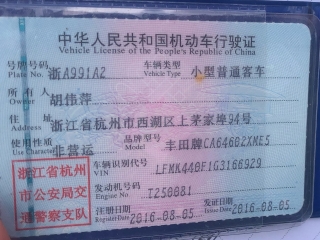 中华人民共和国机动车行驶证
Vehicle License of the People's Republic of China
号牌号码 浙A991A2 车辆类型 小型普通客车
Plate No. Vehicle Type
所有人 胡伟萍
Owner
住址 浙江省杭州市西湖区上茅家埠94号
Address
使用性质 非营运 品牌型号 丰田牌CA64602XME5
Use Character Model
浙江省杭州市公安局交通警察支队
车辆识别代号 LFMK440F1G3166929
VIN
发动机号码 T250081
Engine No.
注册日期 2016-08-05 发证日期 2016-08-05
Register Date Issue Date